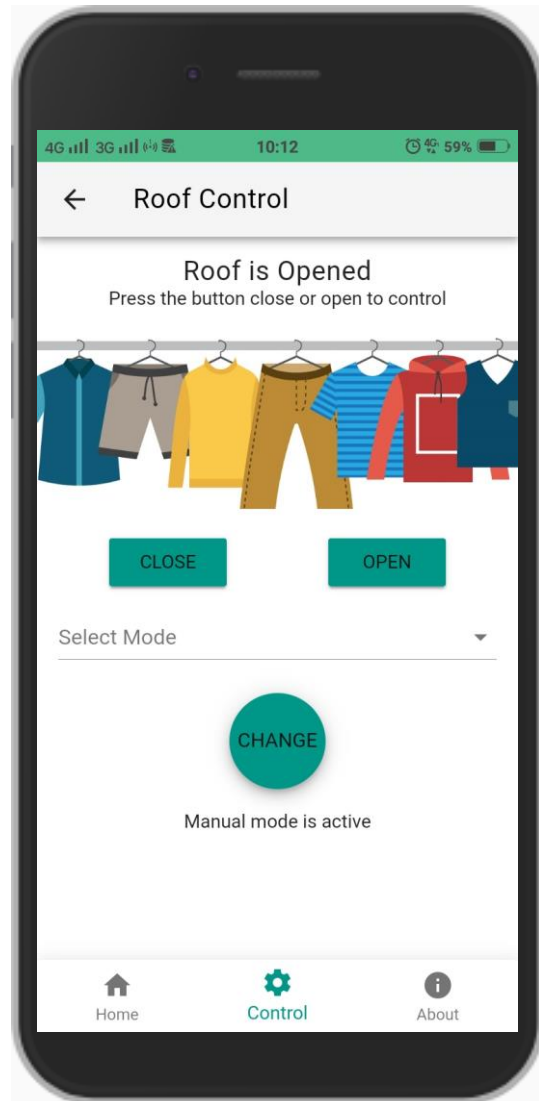 4G 3G 10:12 4G 59%
Roof Control
Roof is Opened
Press the button close or open to control
CLOSE OPEN
Select Mode
CHANGE
Manual mode is active
Home Control About